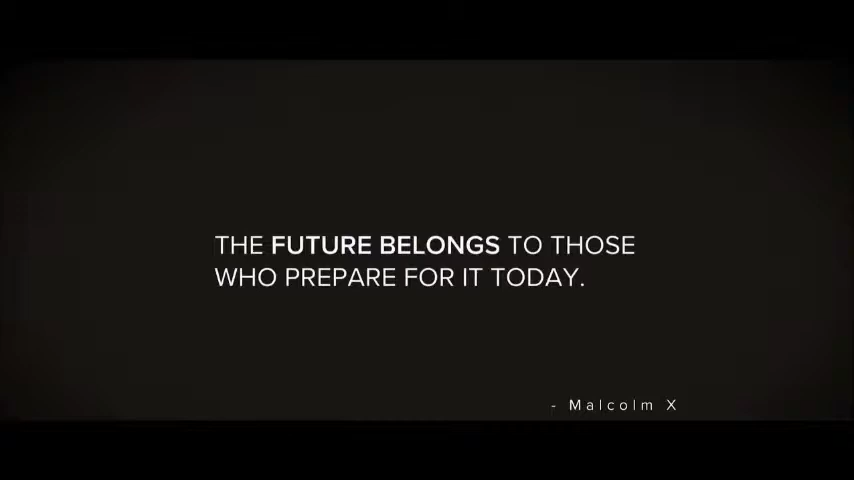 THE FUTURE BELONGS TO THOSE
WHO PREPARE FOR IT TODAY.
- Malcolm X